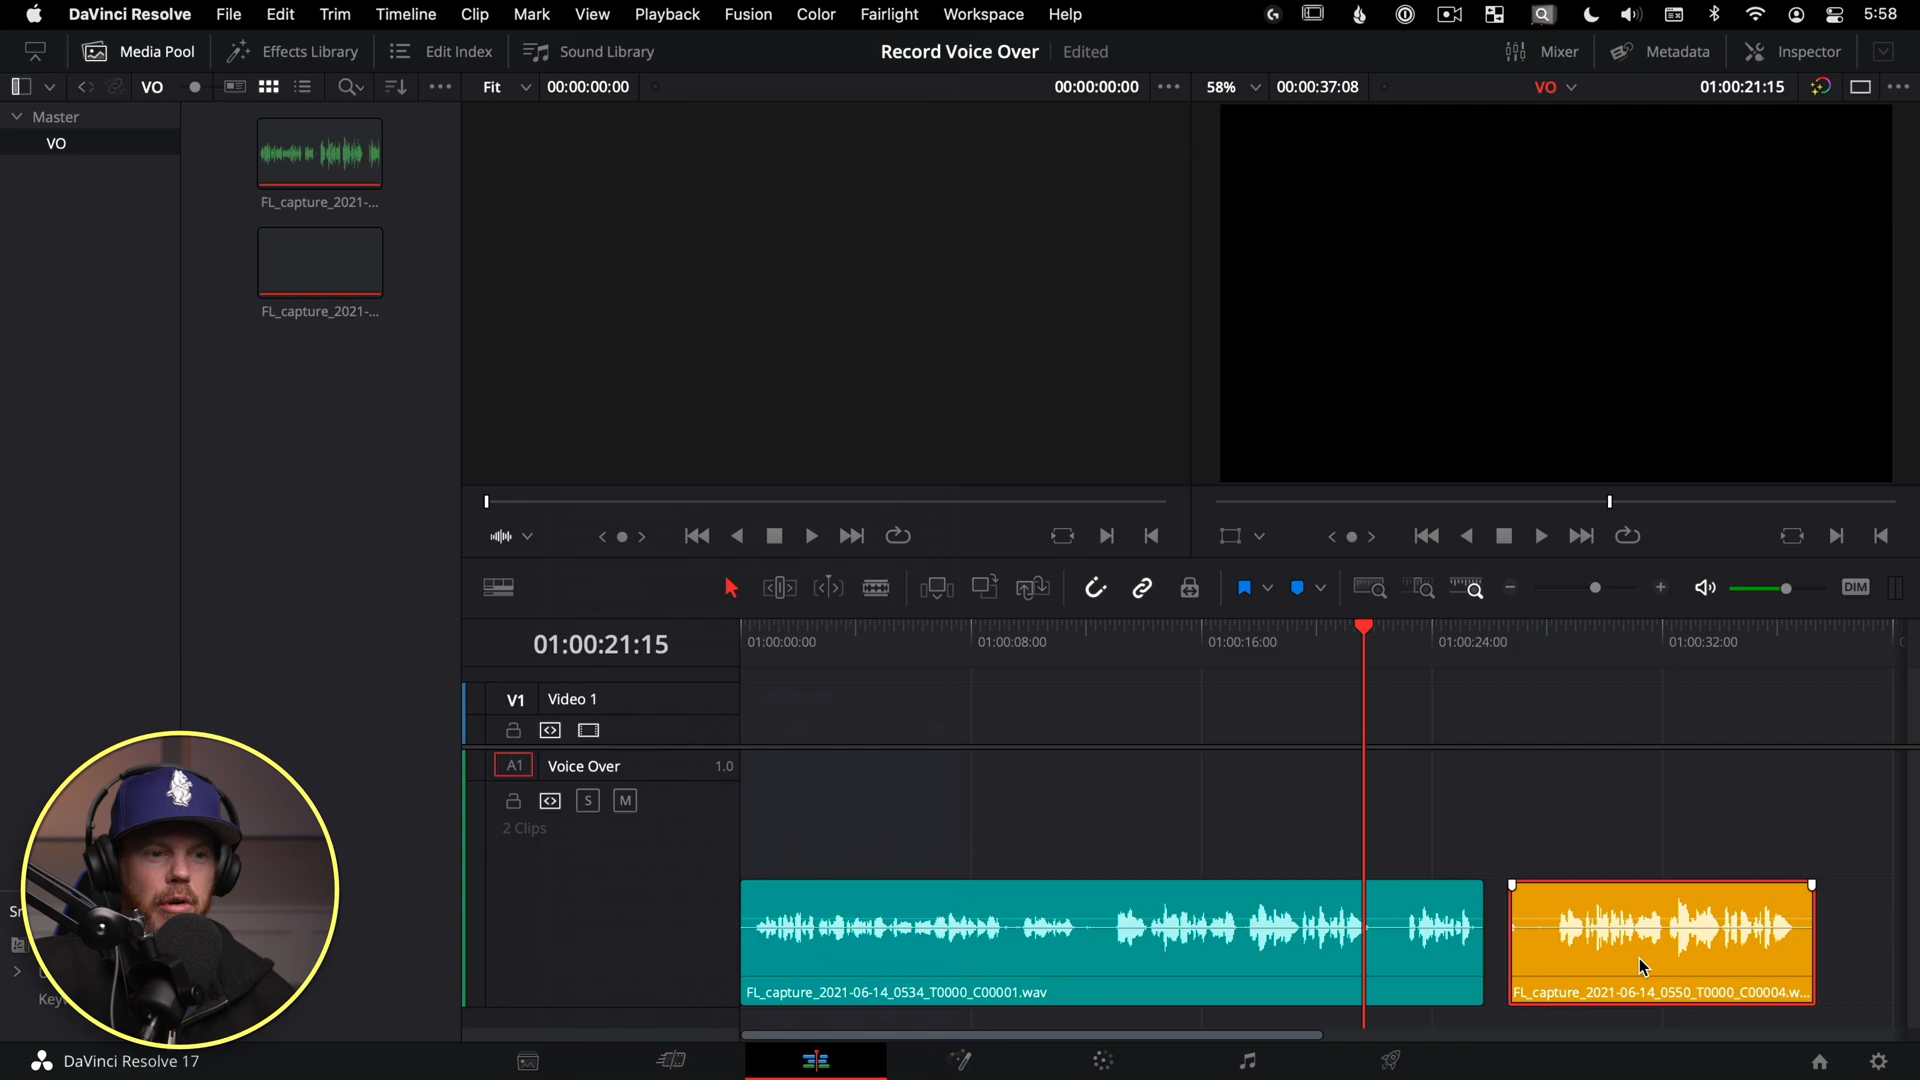 DaVinci Resolve File Edit Trim Timeline Clip Mark View Playback Fusion Color Fairlight Workspace Help 5:58
Media Pool Effects Library Edit Index Sound Library Record Voice Over Edited Mixer Metadata Inspector
VO Fit 00:00:00:00 00:00:00:00 58% 00:00:37:08 VO 01:00:21:15
Master
VO
FL_capture_2021-...
FL_capture_2021-...
DIM
01:00:21:15 01:00:00:00 01:00:08:00 01:00:16:00 01:00:24:00 01:00:32:00
V1 Video 1
A1 Voice Over 1.0
S M
2 Clips
FL_capture_2021-06-14_0534_T0000_C00001.wav FL_capture_2021-06-14_0550_T0000_C00004.w...
DaVinci Resolve 17